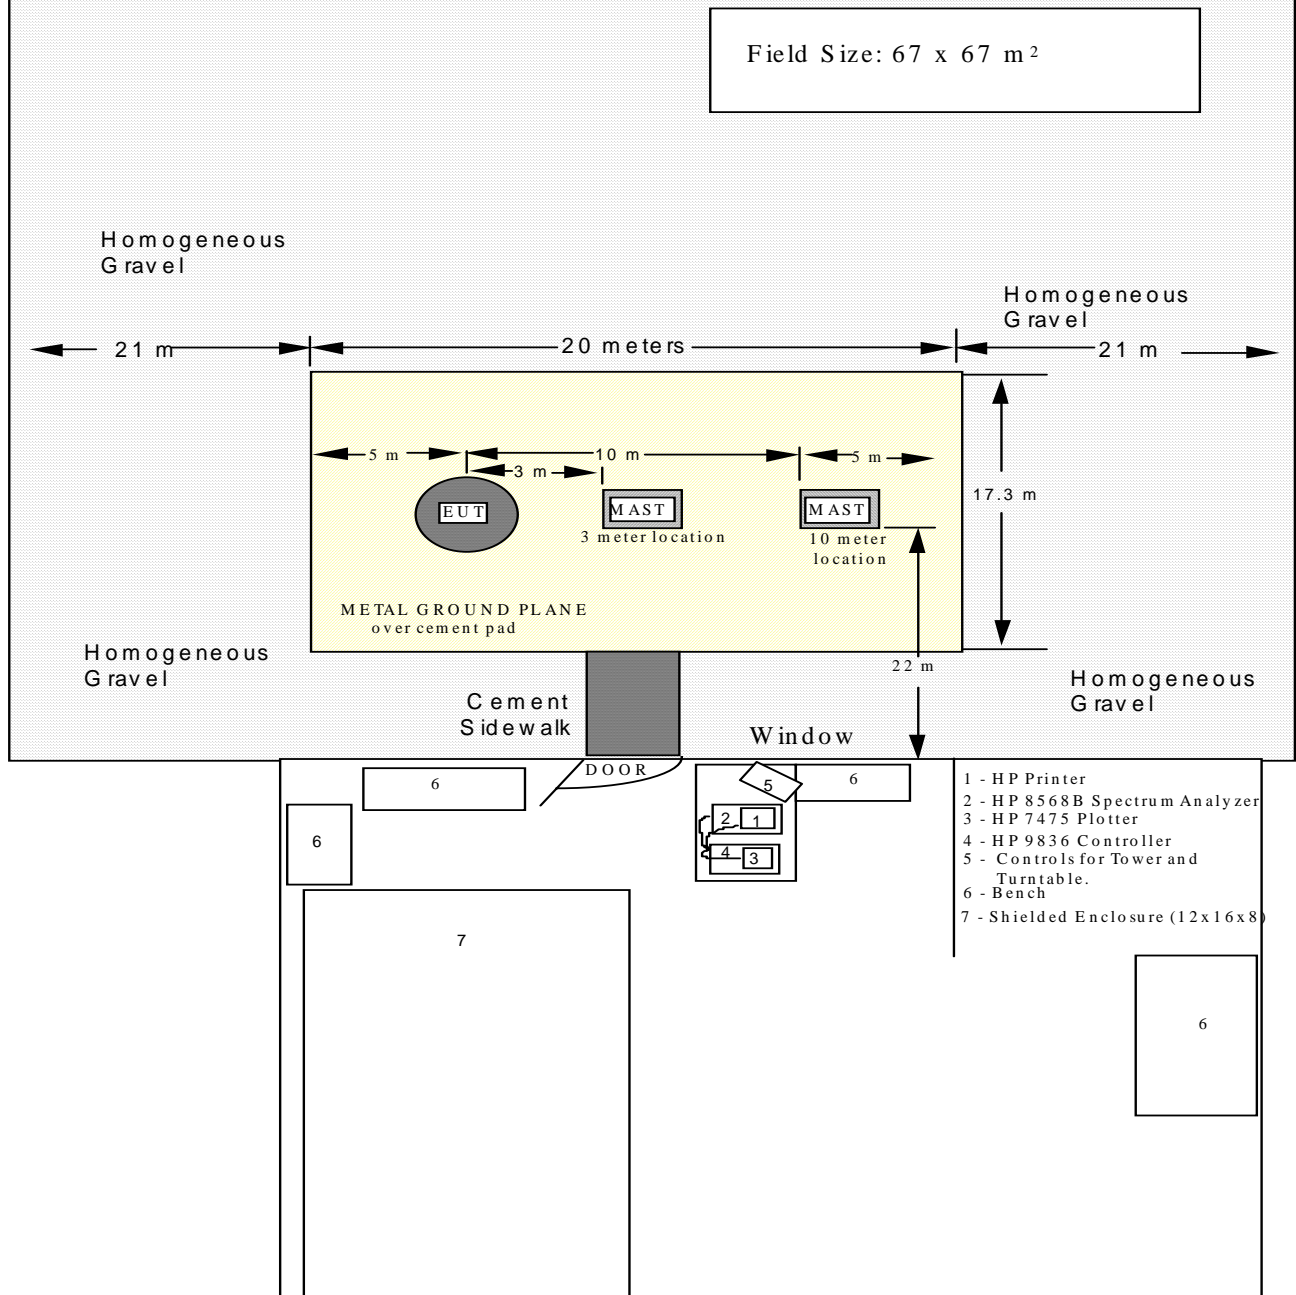 Field Size: 67 x 67 m 2
Homogeneous
Gravel
Homogeneous
Gravel
21 m
20 meters
21 m
5 m
10 m
5 m
3 m
17.3 m
EUT
MAST
MAST
3 meter location
10 meter
location
METAL GROUND PLANE
over cement pad
Homogeneous
Gravel
22 m
Homogeneous
Gravel
Cement
Sidewalk
Window
DOOR
6
5
6
6
2
1
4
3
1 - HP Printer
2 - HP 8568B Spectrum Analyzer
3 - HP 7475 Plotter
4 - HP 9836 Controller
5 - Controls for Tower and
Turntable.
6 - Bench
7 - Shielded Enclosure (12x16x8)
7
6